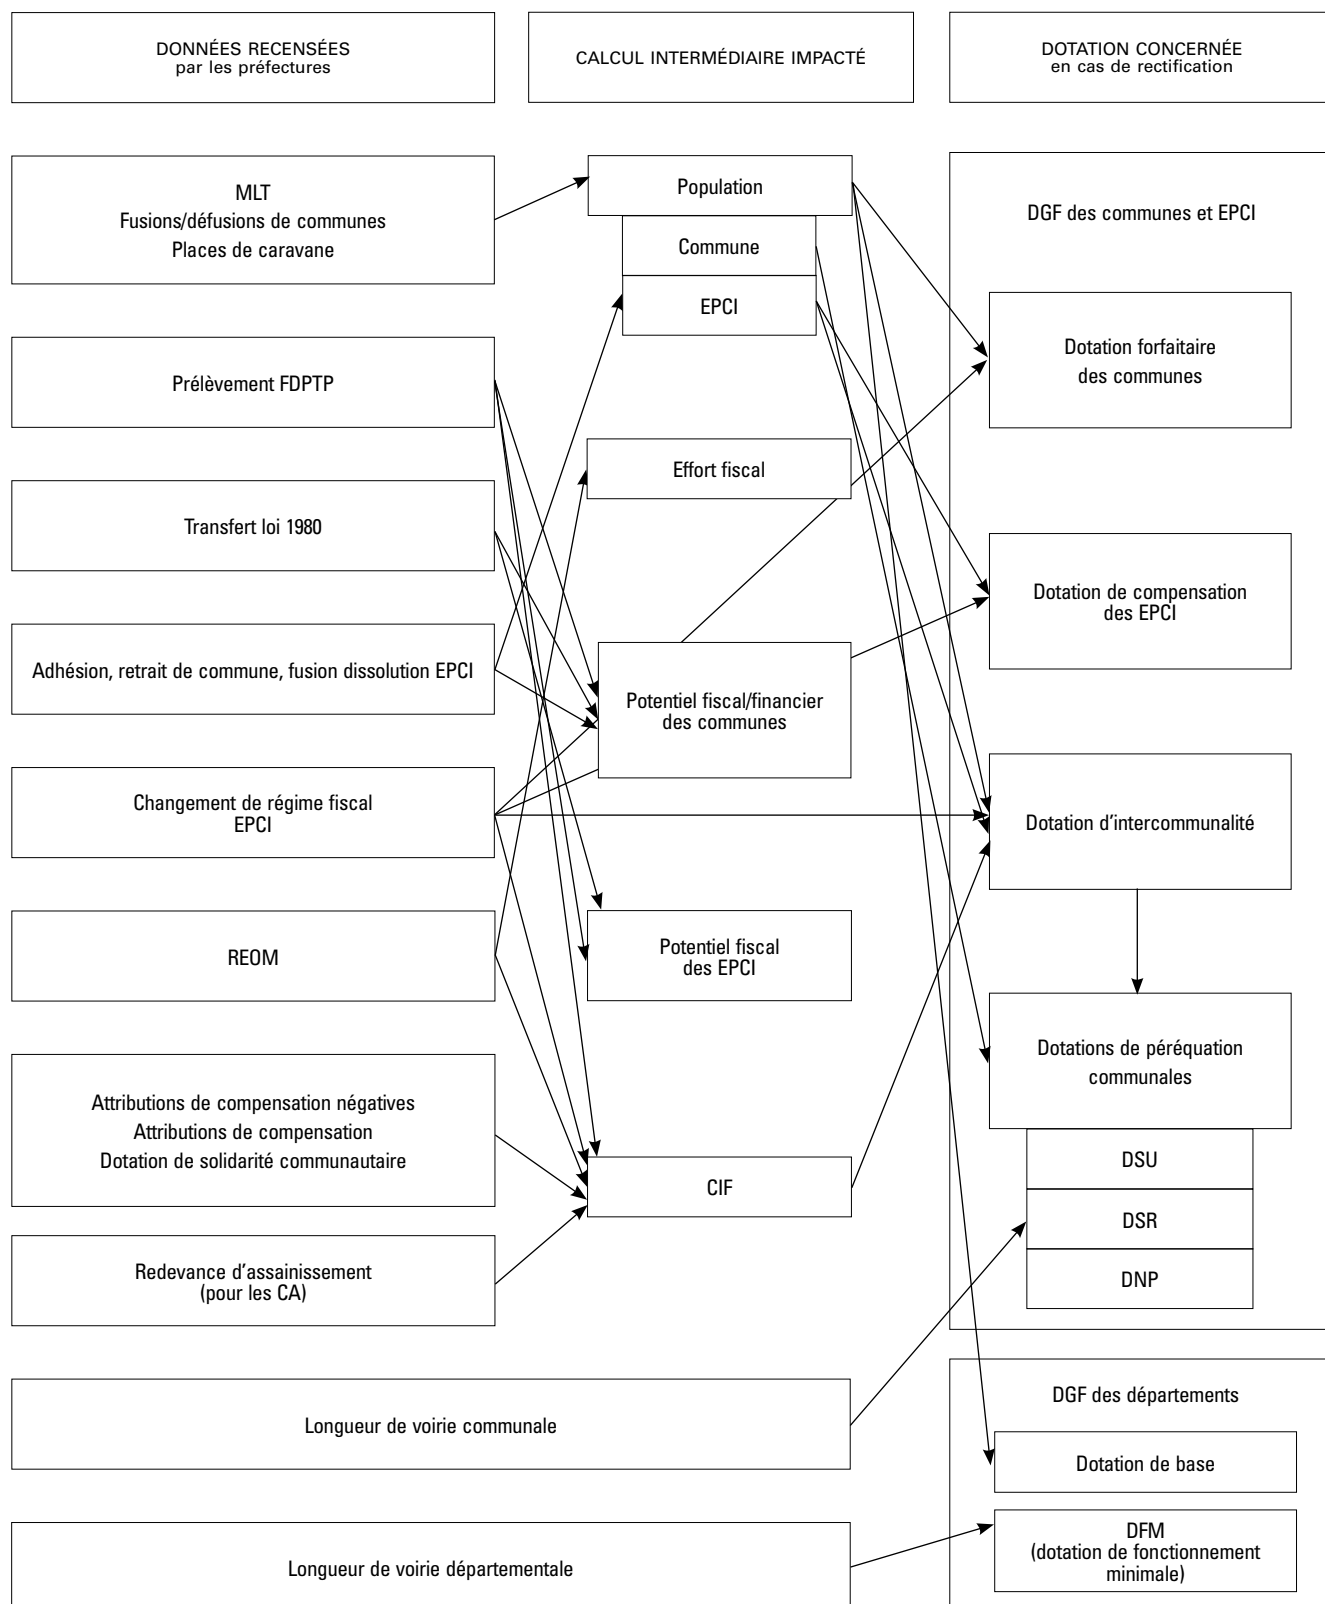 DONNÉES RECENSÉES
par les préfectures
CALCUL INTERMÉDIAIRE IMPACTÉ
DOTATION CONCERNÉE
en cas de rectification
MLT
Fusions/défusions de communes
Places de caravane
Prélèvement FDPTP
Transfert loi 1980
Adhésion, retrait de commune, fusion dissolution EPCI
Changement de régime fiscal
EPCI
REOM
Attributions de compensation négatives
Attributions de compensation
Dotation de solidarité communautaire
Redevance d'assainissement
(pour les CA)
Longueur de voirie communale
Longueur de voirie départementale
Population
Commune
EPCI
Effort fiscal
Potentiel fiscal/financier
des communes
Potentiel fiscal
des EPCI
CIF
DGF des communes et EPCI
Dotation forfaitaire
des communes
Dotation de compensation
des EPCI
Dotation d'intercommunalité
Dotations de péréquation
communales
DSU
DSR
DNP
DGF des départements
Dotation de base
DFM
(dotation de fonctionnement
minimale)